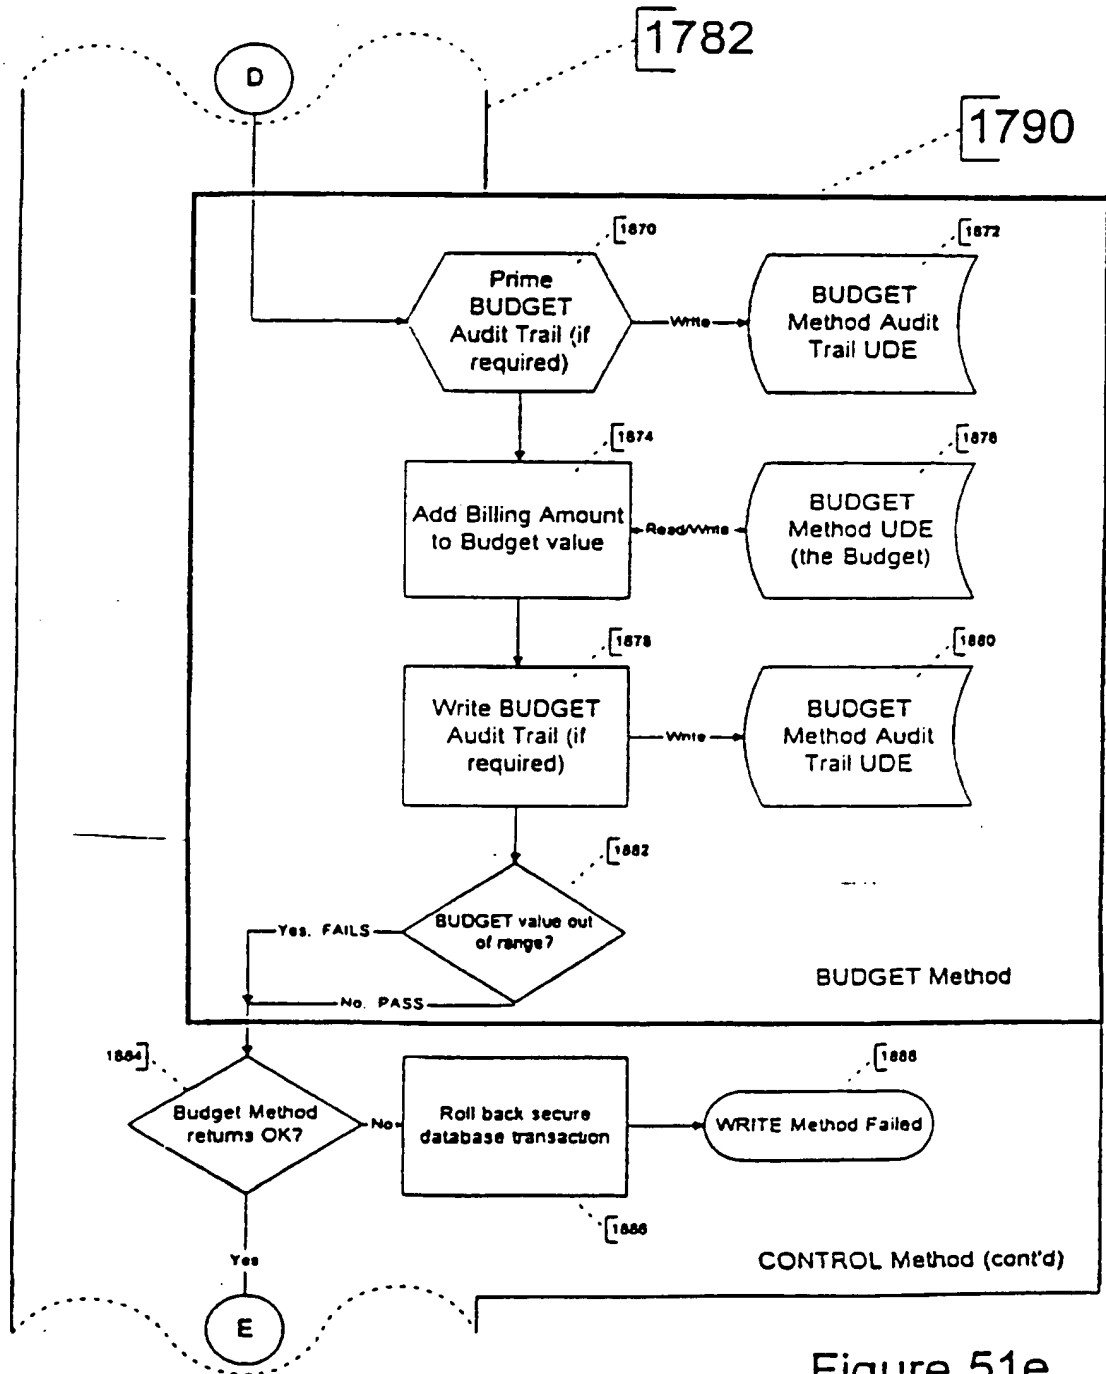 1782
D
1790
1870
1872
Prime
BUDGET
Audit Trail (if
required)
Write
BUDGET
Method Audit
Trail UDE
1874
1876
Add Billing Amount
to Budget value
Read/Write
BUDGET
Method UDE
(the Budget)
1878
1880
Write BUDGET
Audit Trail (if
required)
Write
BUDGET
Method Audit
Trail UDE
1882
BUDGET value out
of range?
Yes. FAILS
No. PASS
BUDGET Method
1884
1888
Budget Method
returns OK?
No
Roll back secure
database transaction
WRITE Method Failed
1886
Yes
CONTROL Method (cont'd)
E
Figure 51e